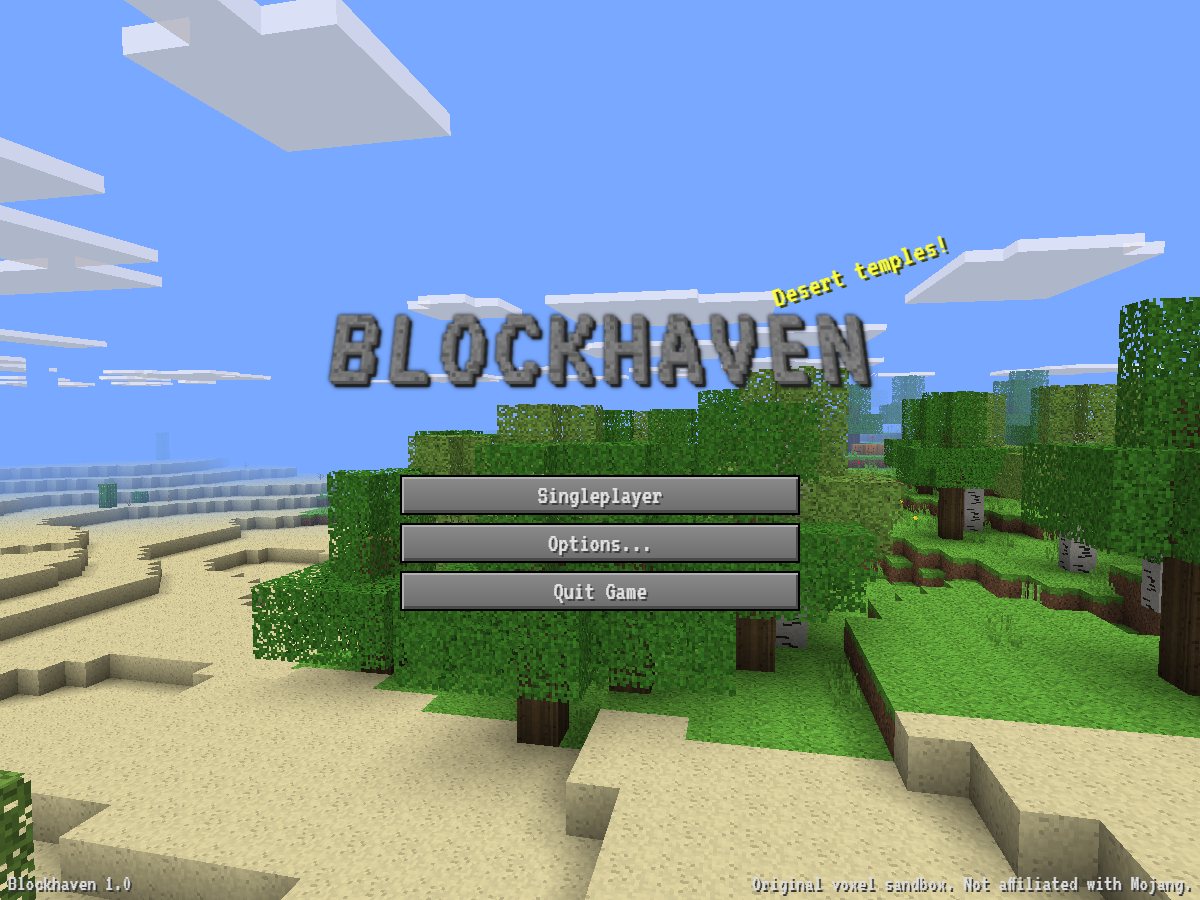 Desert temples!
BLOCKHAVEN
Singleplayer
Options...
Quit Game
Blockhaven 1.0
Original voxel sandbox. Not affiliated with Mojang.